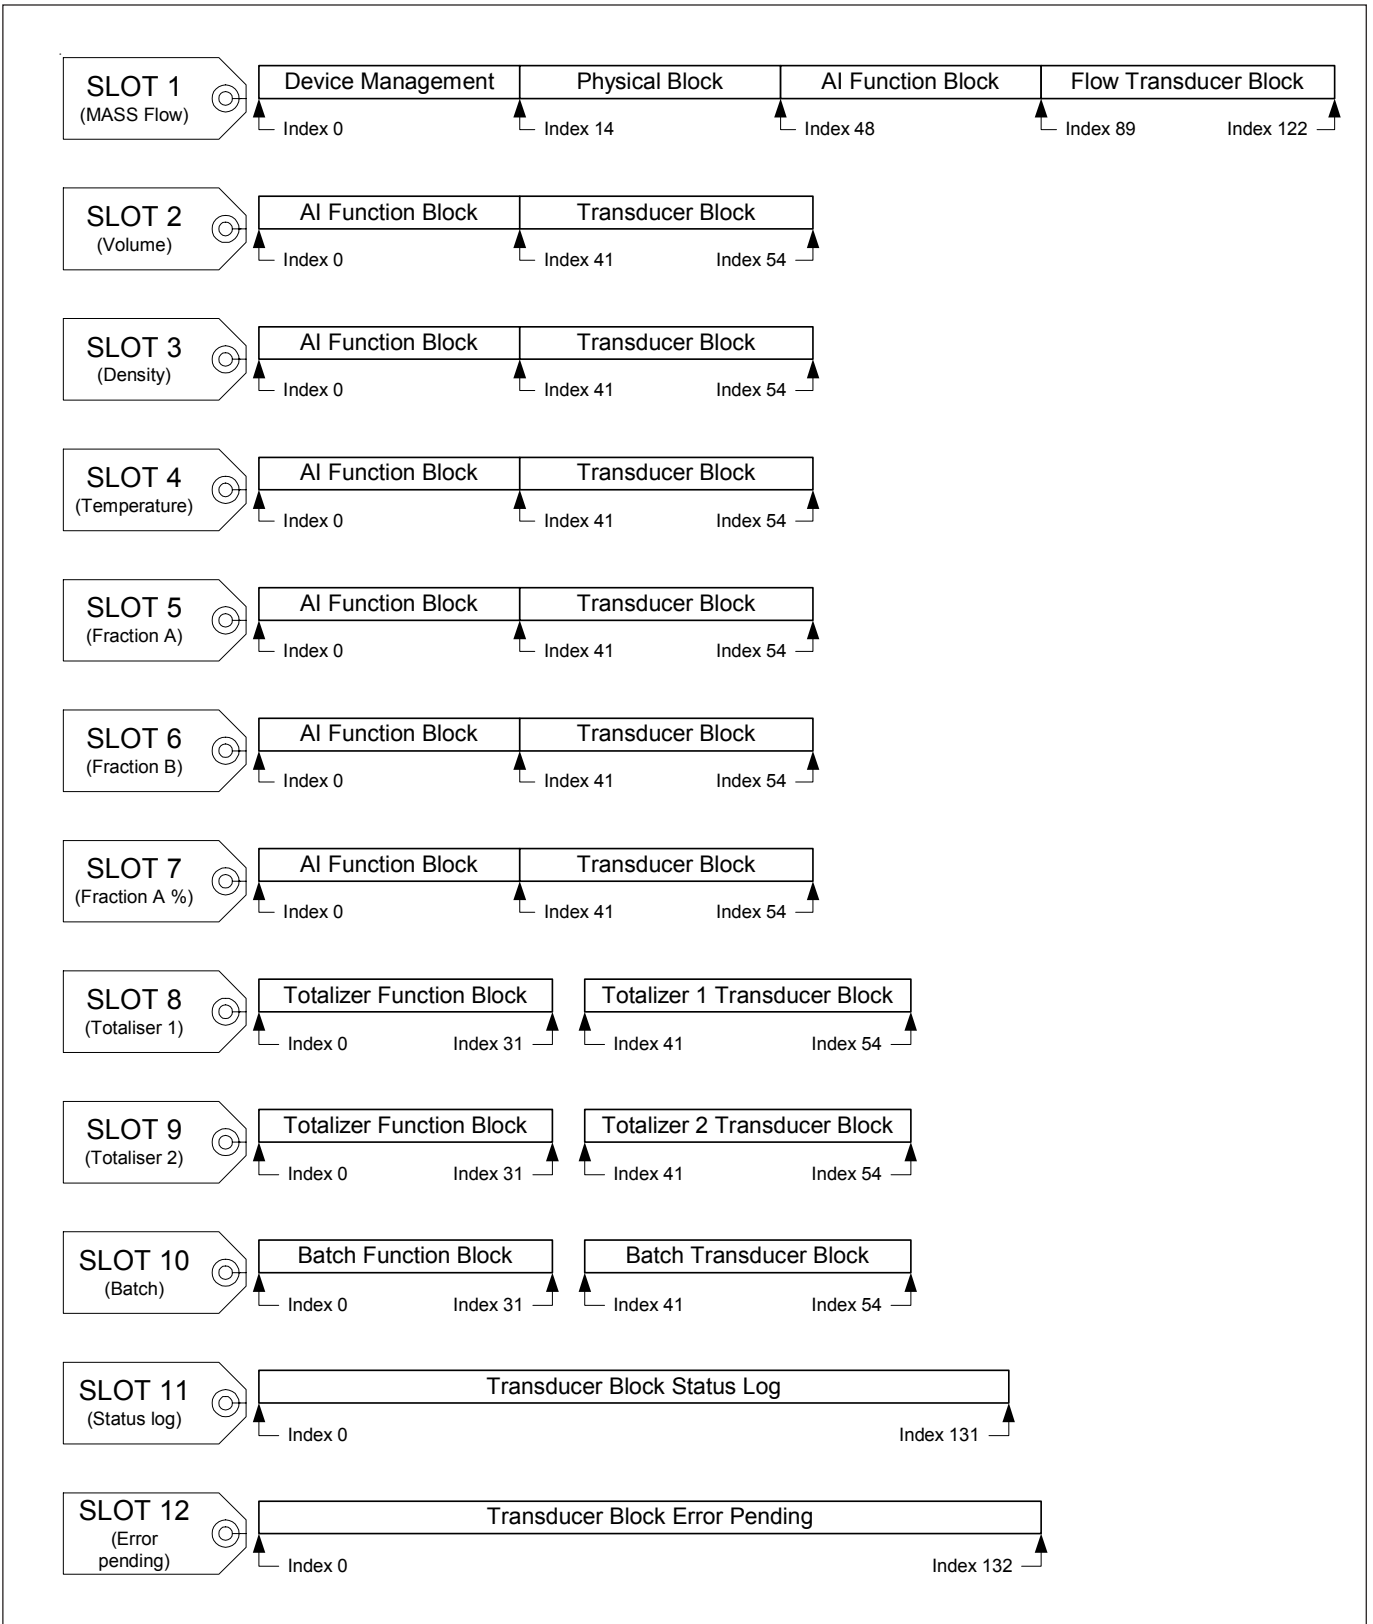 SLOT 1
(MASS Flow)
Device Management Physical Block AI Function Block Flow Transducer Block
Index 0 Index 14 Index 48 Index 89 Index 122
SLOT 2
(Volume)
AI Function Block Transducer Block
Index 0 Index 41 Index 54
SLOT 3
(Density)
AI Function Block Transducer Block
Index 0 Index 41 Index 54
SLOT 4
(Temperature)
AI Function Block Transducer Block
Index 0 Index 41 Index 54
SLOT 5
(Fraction A)
AI Function Block Transducer Block
Index 0 Index 41 Index 54
SLOT 6
(Fraction B)
AI Function Block Transducer Block
Index 0 Index 41 Index 54
SLOT 7
(Fraction A %)
AI Function Block Transducer Block
Index 0 Index 41 Index 54
SLOT 8
(Totaliser 1)
Totalizer Function Block Totalizer 1 Transducer Block
Index 0 Index 31 Index 41 Index 54
SLOT 9
(Totaliser 2)
Totalizer Function Block Totalizer 2 Transducer Block
Index 0 Index 31 Index 41 Index 54
SLOT 10
(Batch)
Batch Function Block Batch Transducer Block
Index 0 Index 31 Index 41 Index 54
SLOT 11
(Status log)
Transducer Block Status Log
Index 0 Index 131
SLOT 12
(Error
pending)
Transducer Block Error Pending
Index 0 Index 132